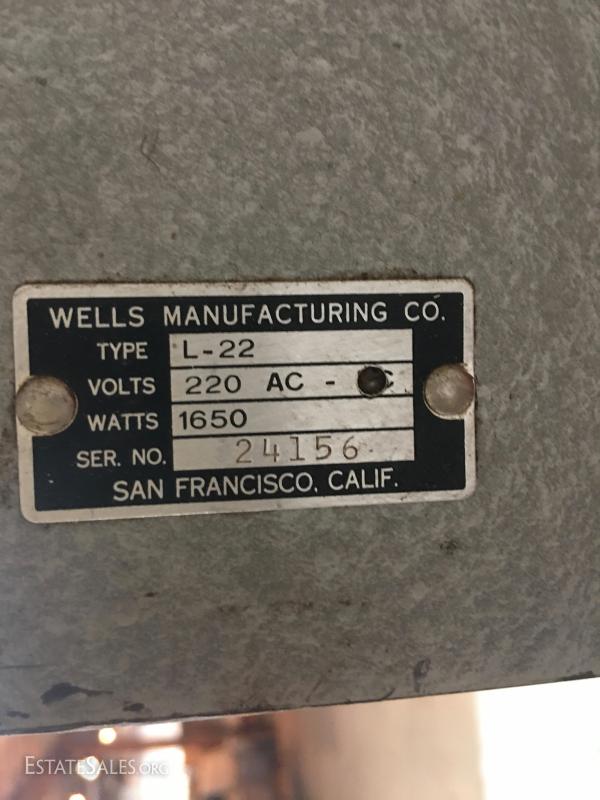 WELLS MANUFACTURING CO.
TYPE L-22
VOLTS 220 AC -
WATTS 1650
SER. NO. 24156
SAN FRANCISCO, CALIF.
ESTATESALES.ORG